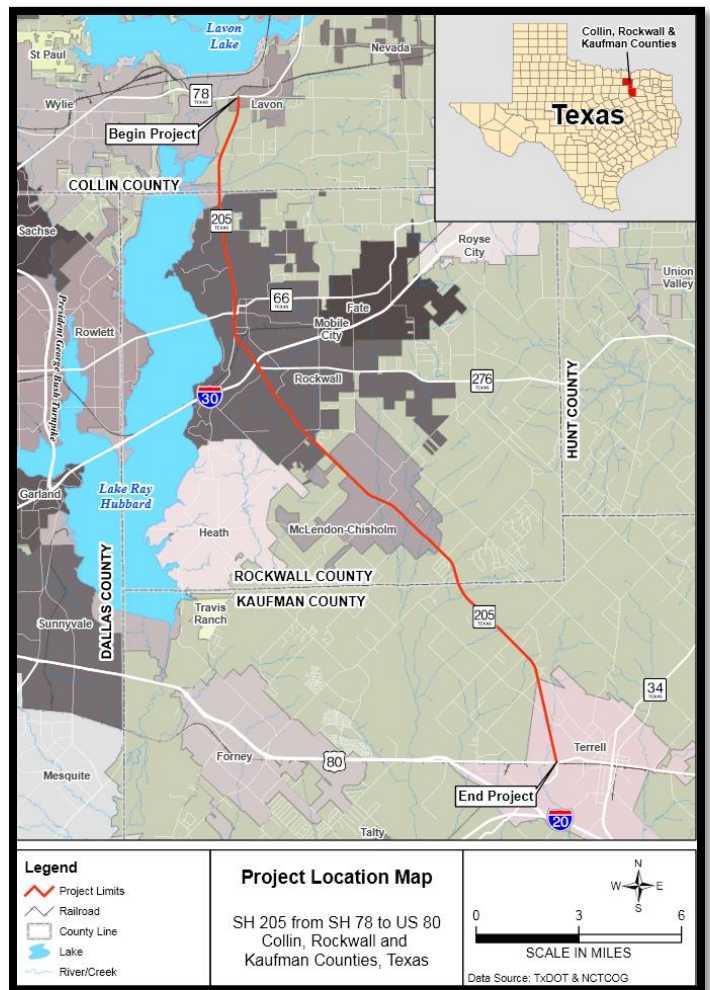 Lavon
Lake
St Paul
Nevada
78
TEXAS
Wylie
Lavon
Begin Project
COLLIN COUNTY
Collin, Rockwall &
Kaufman Counties
Texas
205
TEXAS
Sachse
Royse
City
Union
Valley
66
TEXAS
Fate
Mobile
City
Rowlett
President George Bush Turnpike
Rockwall
276
TEXAS
30
HUNT COUNTY
Garland
Lake Ray
Hubbard
Heath
McLendon-Chisholm
DALLAS COUNTY
ROCKWALL COUNTY
KAUFMAN COUNTY
Travis
Ranch
Sunnyvale
205
TEXAS
34
TEXAS
Forney
80
Terrell
Mesquite
End Project
20
Talty
Legend
Project Limits
Railroad
County Line
Lake
River/Creek
Project Location Map
SH 205 from SH 78 to US 80
Collin, Rockwall and
Kaufman Counties, Texas
N
W E
S
0 3 6
SCALE IN MILES
Data Source: TxDOT & NCTCOG